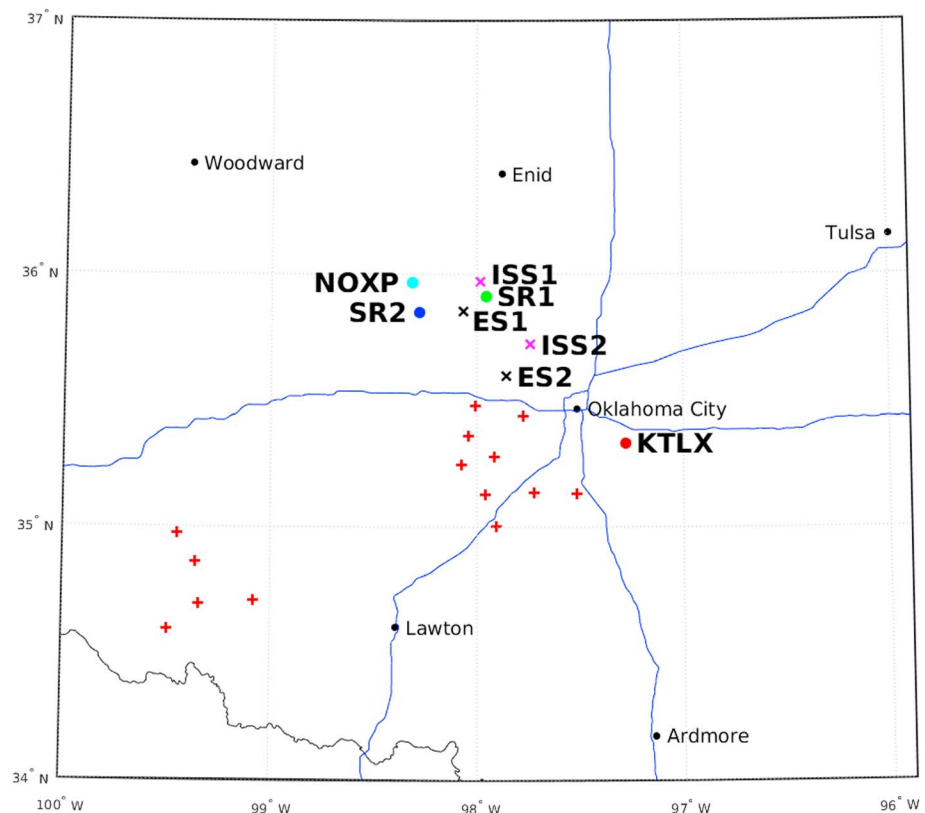 37° N
Woodward
Enid
Tulsa
36° N
NOXP
ISS1
SR1
SR2
ES1
ISS2
ES2
Oklahoma City
KTLX
35° N
Lawton
Ardmore
34° N
100° W
99° W
98° W
97° W
96° W